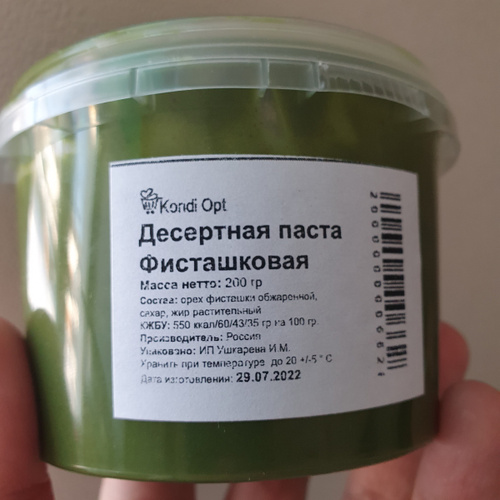 Kondi Opt
Десертная паста
Фисташковая
Масса нетто: 200 гр
Состав: орех фисташки обжаренной,
сахар, жир растительный
КЖБУ: 550 ккал/60/43/35 гр на 100 гр.
Производитель: Россия
Упаковано: ИП Ушкарева И.М.
Хранить при температуре до 20 +/-5 ° С
Дата изготовления: 29.07.2022